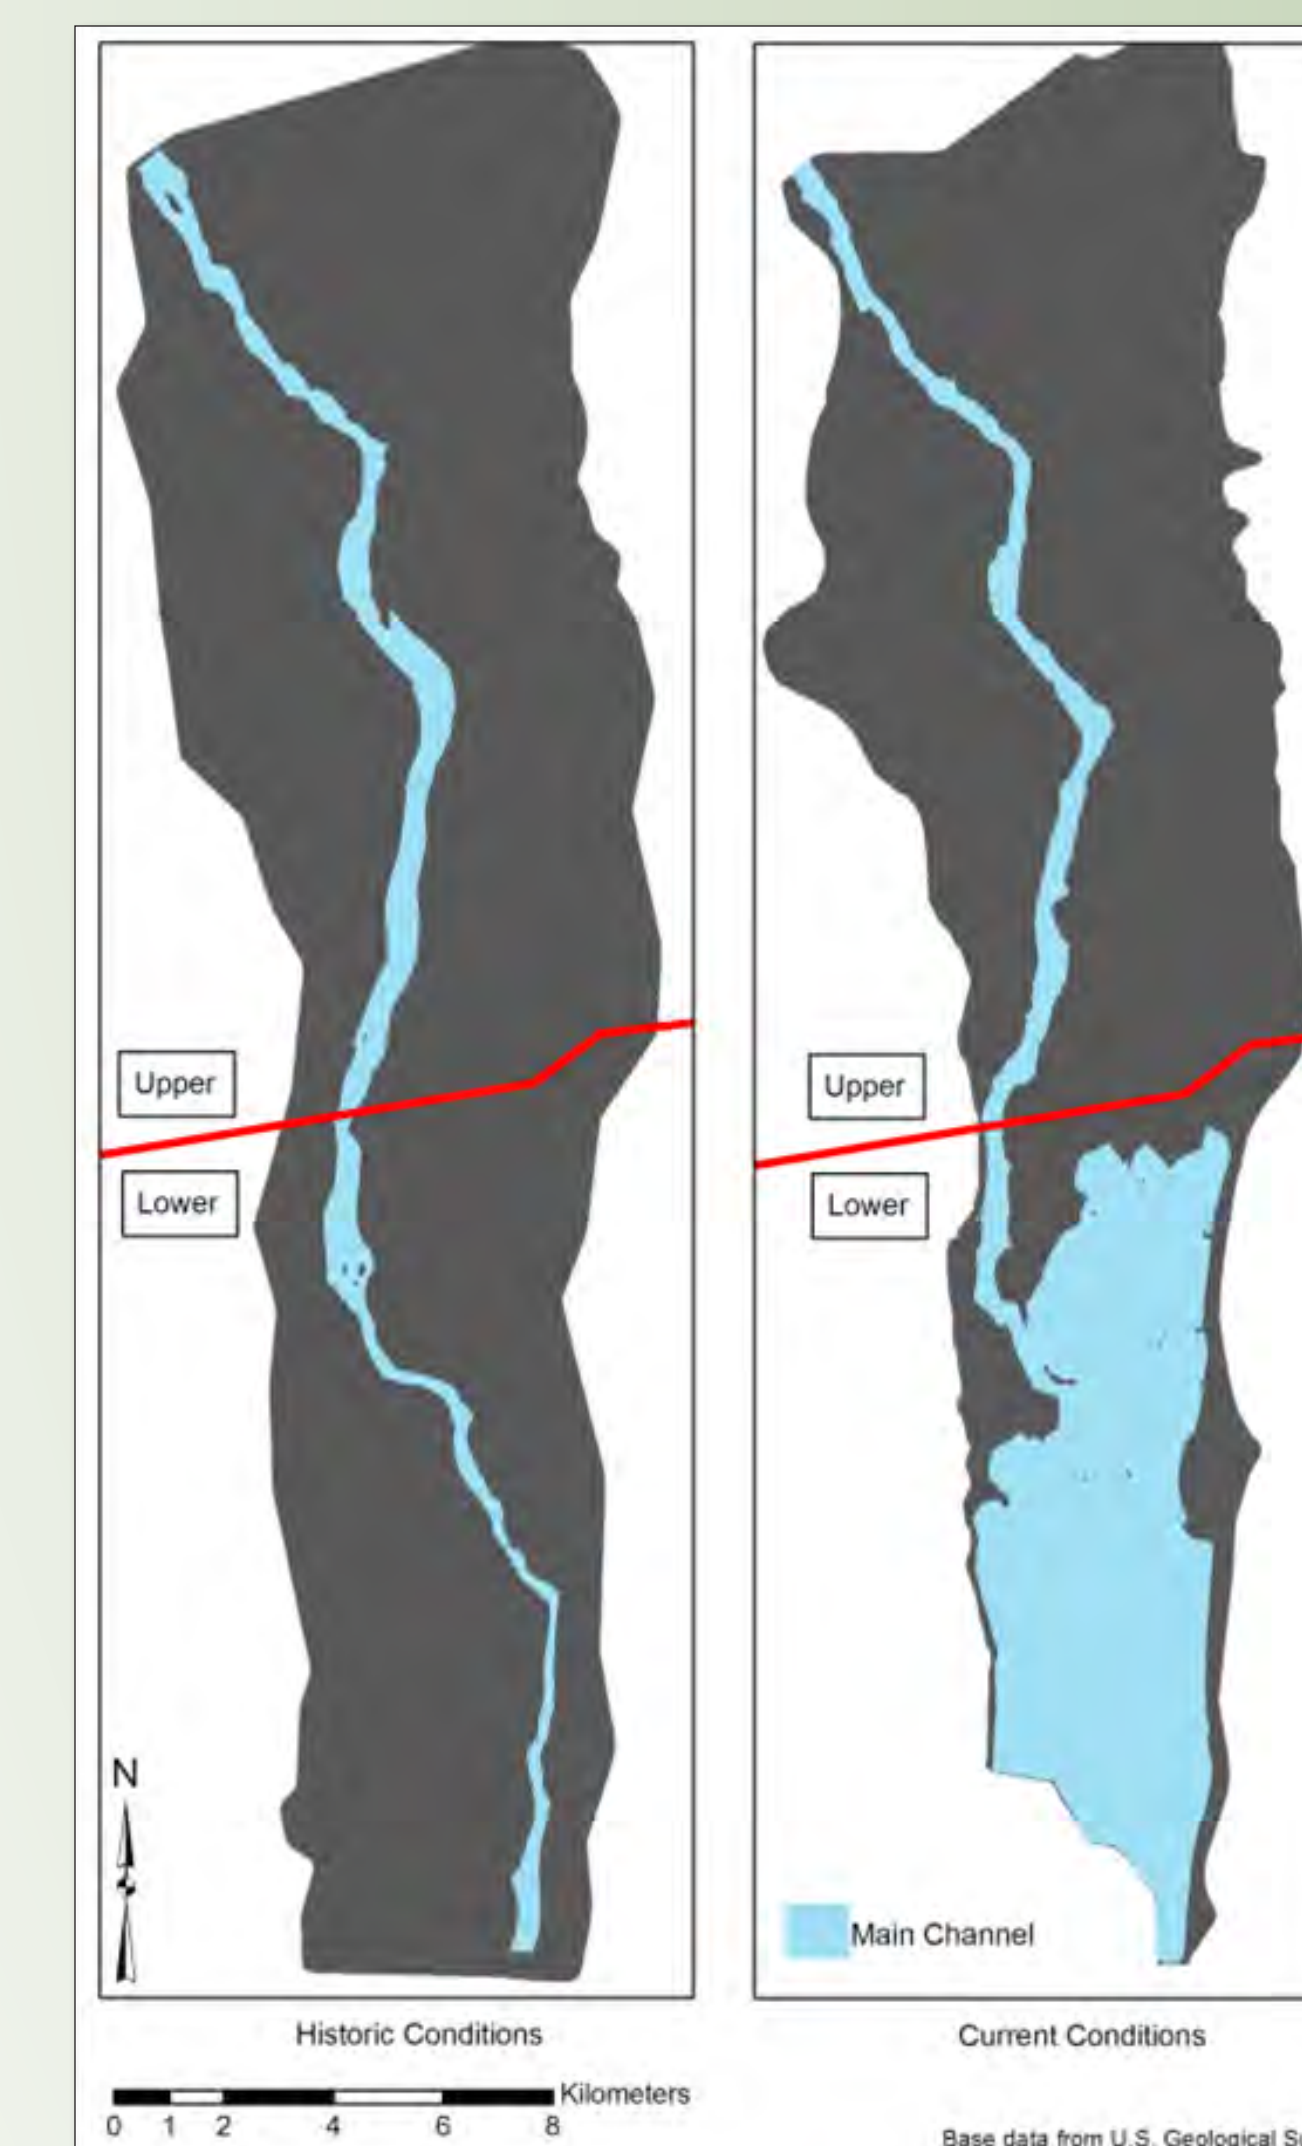 Upper
Lower
N
Historic Conditions
Kilometers
0 1 2 4 6 8
Upper
Lower
Main Channel
Current Conditions
Base data from U.S. Geological